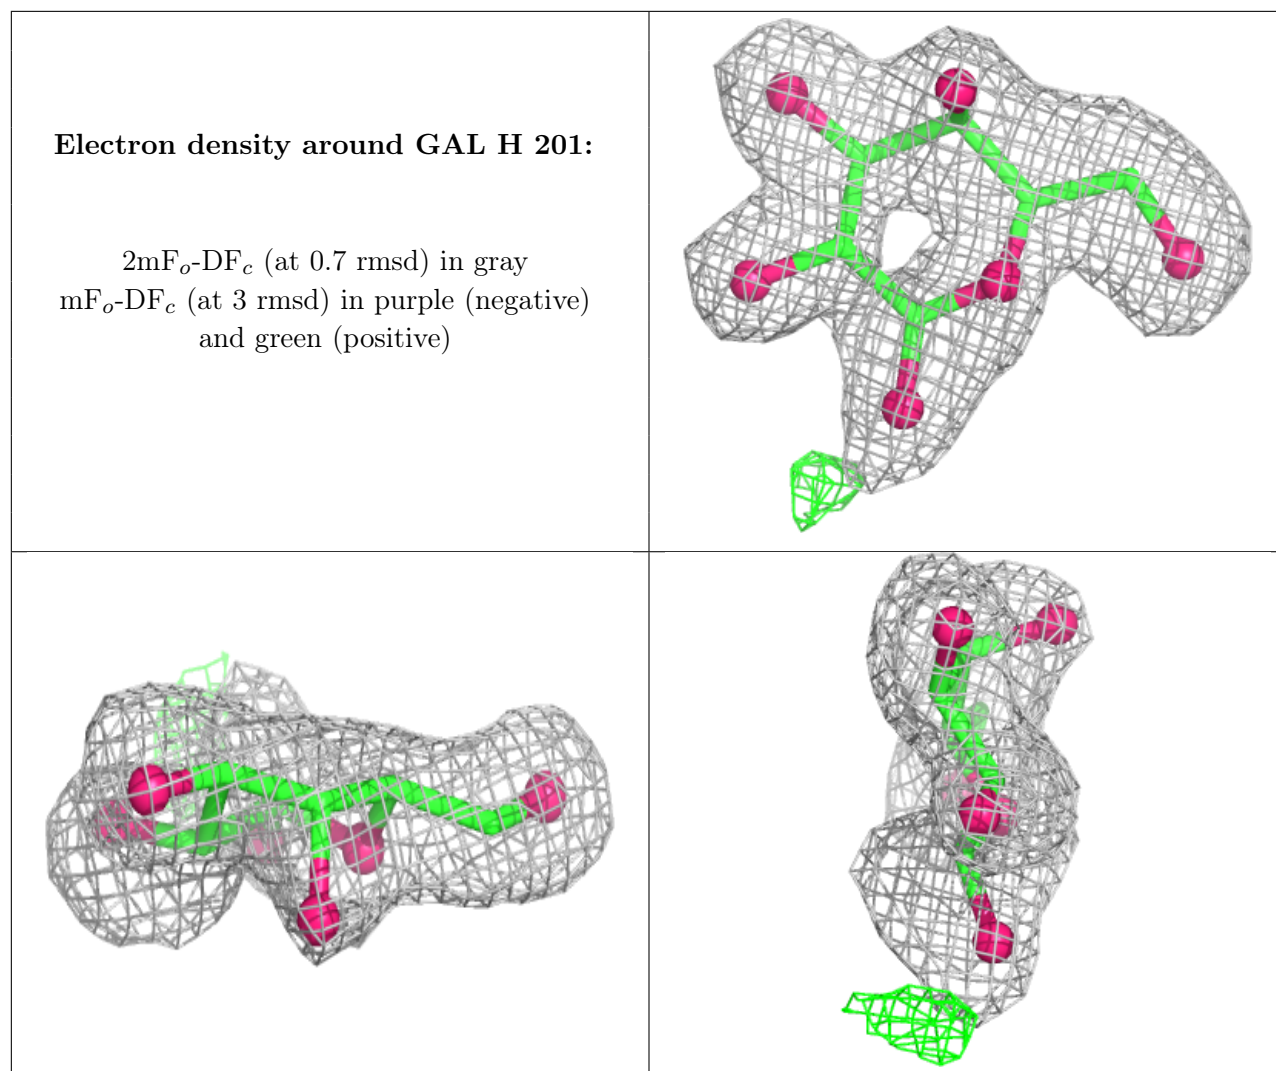 Electron density around GAL H 201:
2mFₒ-DF𝒸 (at 0.7 rmsd) in gray
mFₒ-DF𝒸 (at 3 rmsd) in purple (negative)
and green (positive)